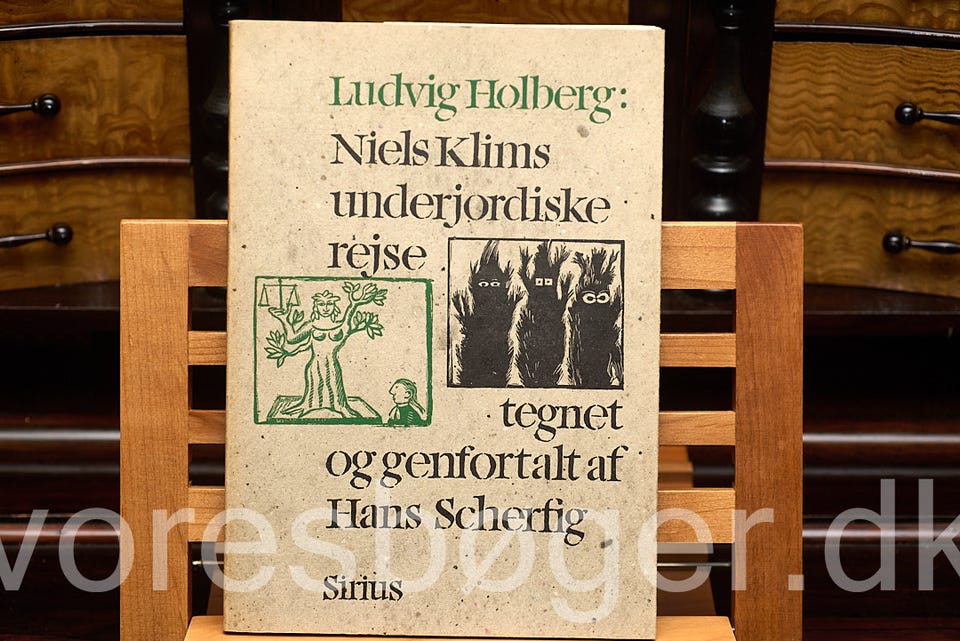 Ludvig Holberg:
Niels Klims
underjordiske
rejse
tegnet
og genfortalt af
Hans Scherfig
Sirius
voresbøger.dk